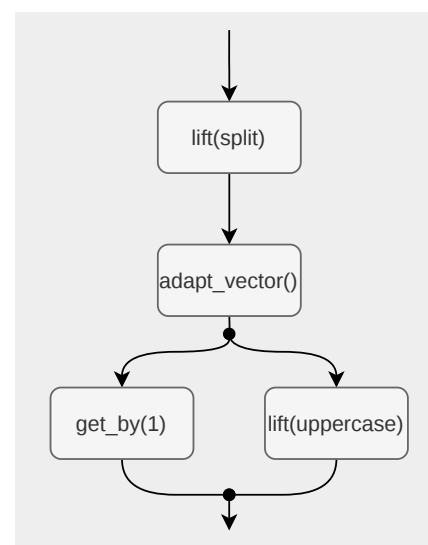 lift(split)
adapt_vector()
get_by(1)
lift(uppercase)